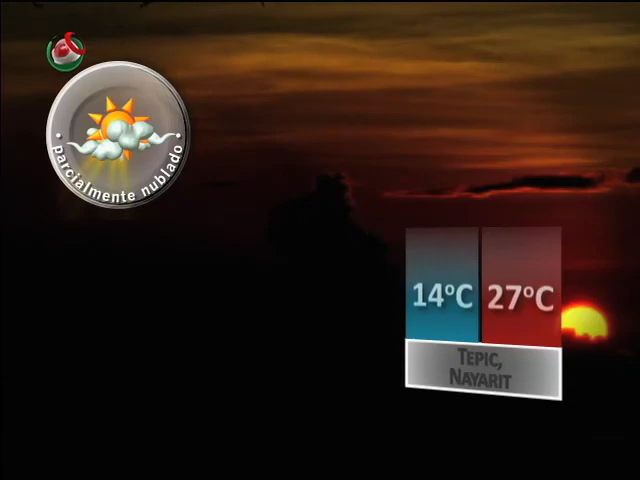 • parcialmente nublado •
14°C 27°C
TEPIC,
NAYARIT